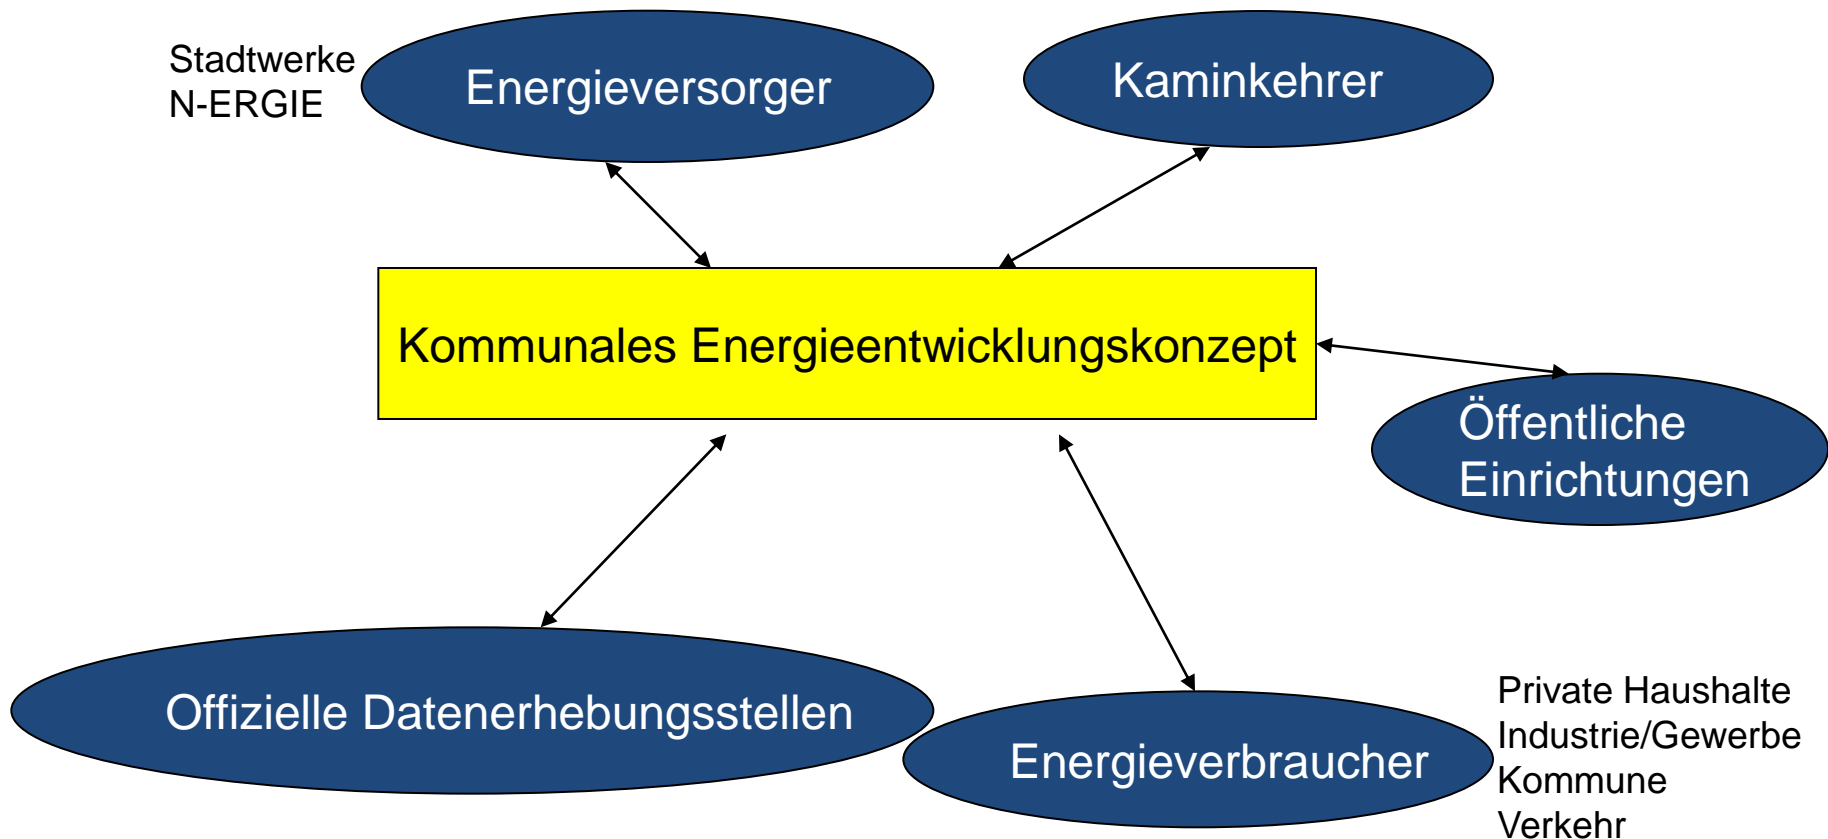 Stadtwerke
N-ERGIE
Energieversorger
Kaminkehrer
Kommunales Energieentwicklungskonzept
Öffentliche
Einrichtungen
Offizielle Datenerhebungsstellen
Energieverbraucher
Private Haushalte
Industrie/Gewerbe
Kommune
Verkehr